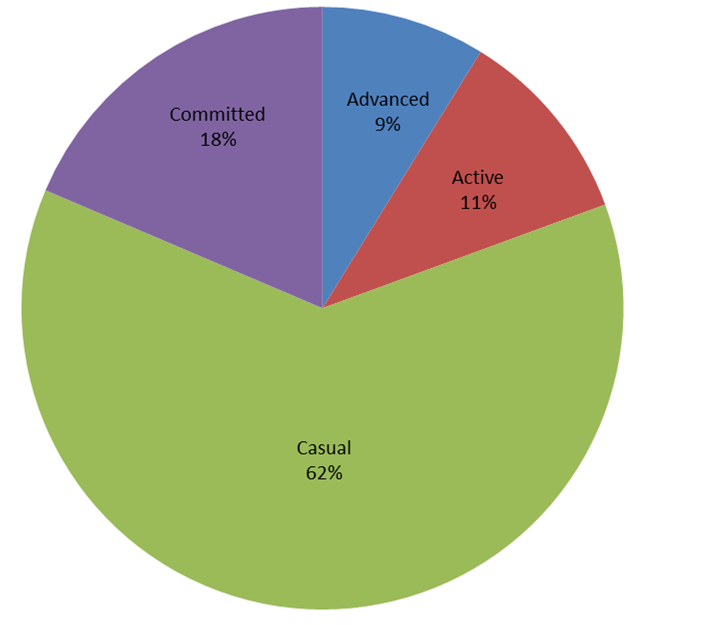 Advanced
9%
Active
11%
Casual
62%
Committed
18%